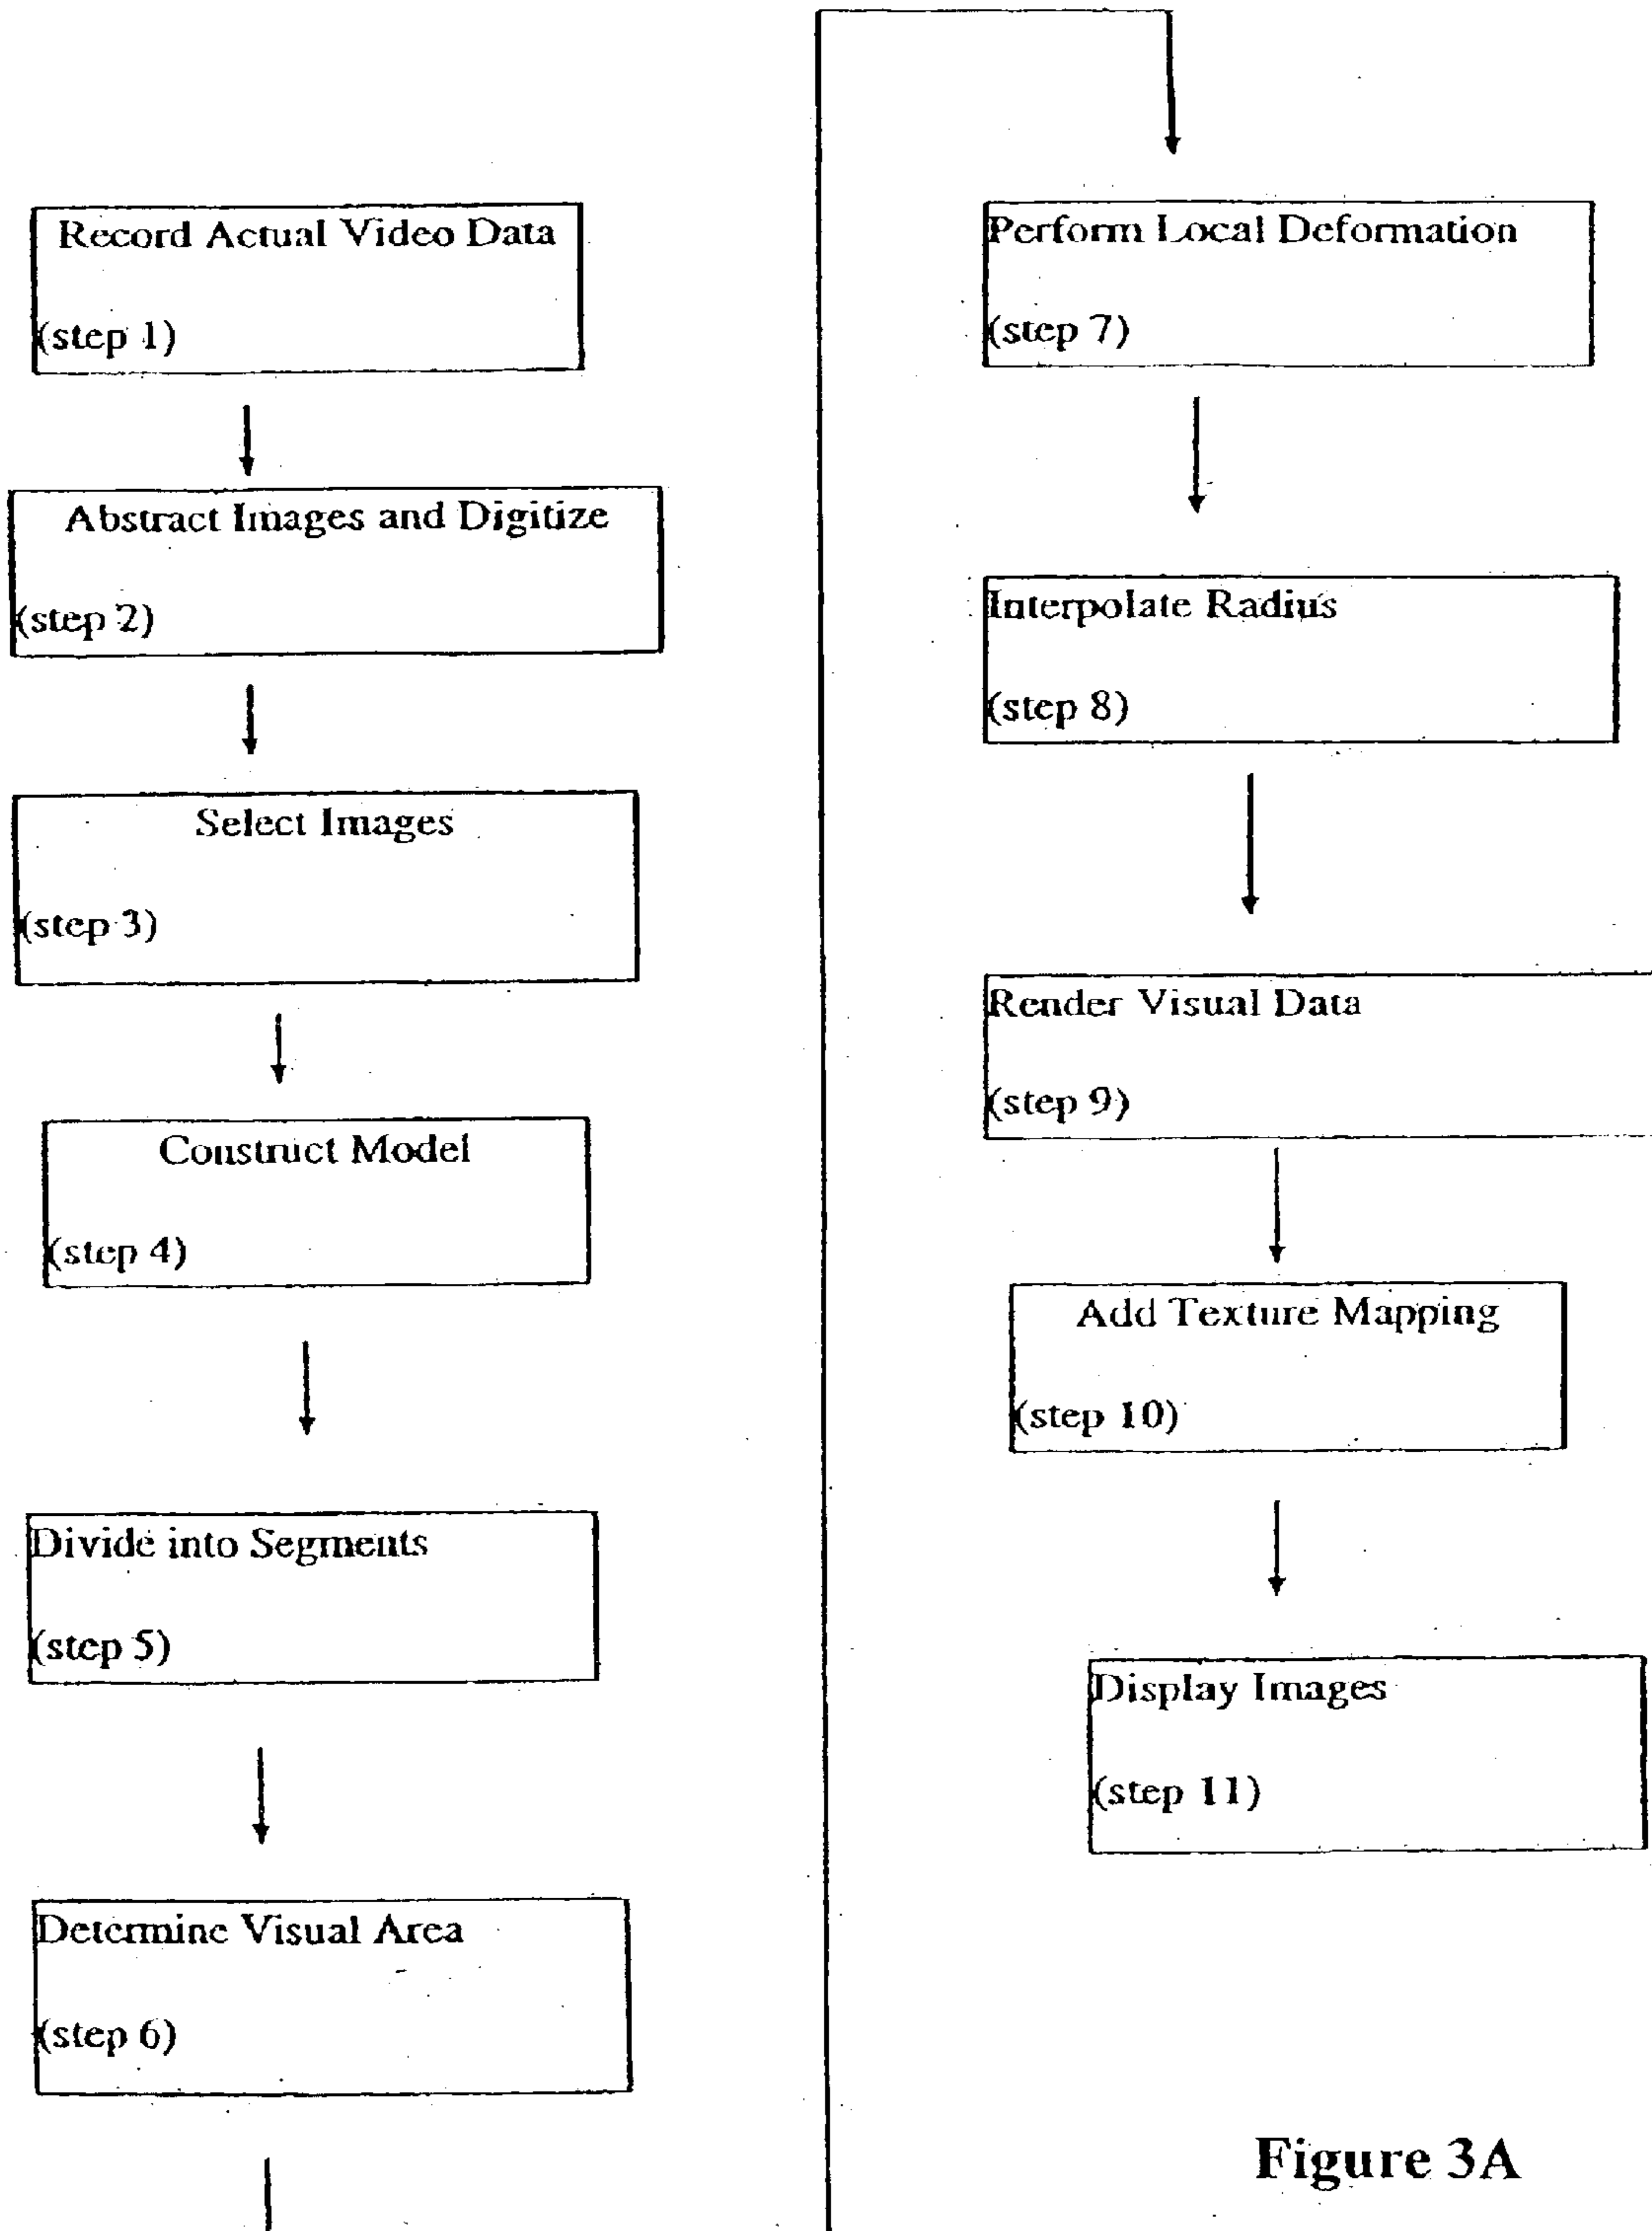 Record Actual Video Data
(step 1)
Abstract Images and Digitize
(step 2)
Select Images
(step 3)
Construct Model
(step 4)
Divide into Segments
(step 5)
Determine Visual Area
(step 6)
Perform Local Deformation
(step 7)
Interpolate Radius
(step 8)
Render Visual Data
(step 9)
Add Texture Mapping
(step 10)
Display Images
(step 11)
Figure 3A